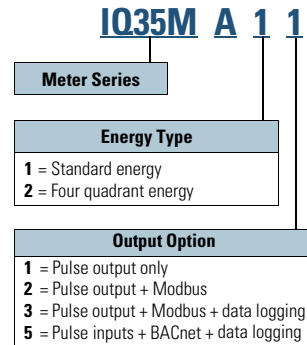 IQ35M A 1 1
Meter Series
Energy Type
1 = Standard energy
2 = Four quadrant energy
Output Option
1 = Pulse output only
2 = Pulse output + Modbus
3 = Pulse output + Modbus + data logging
5 = Pulse inputs + BACnet + data logging